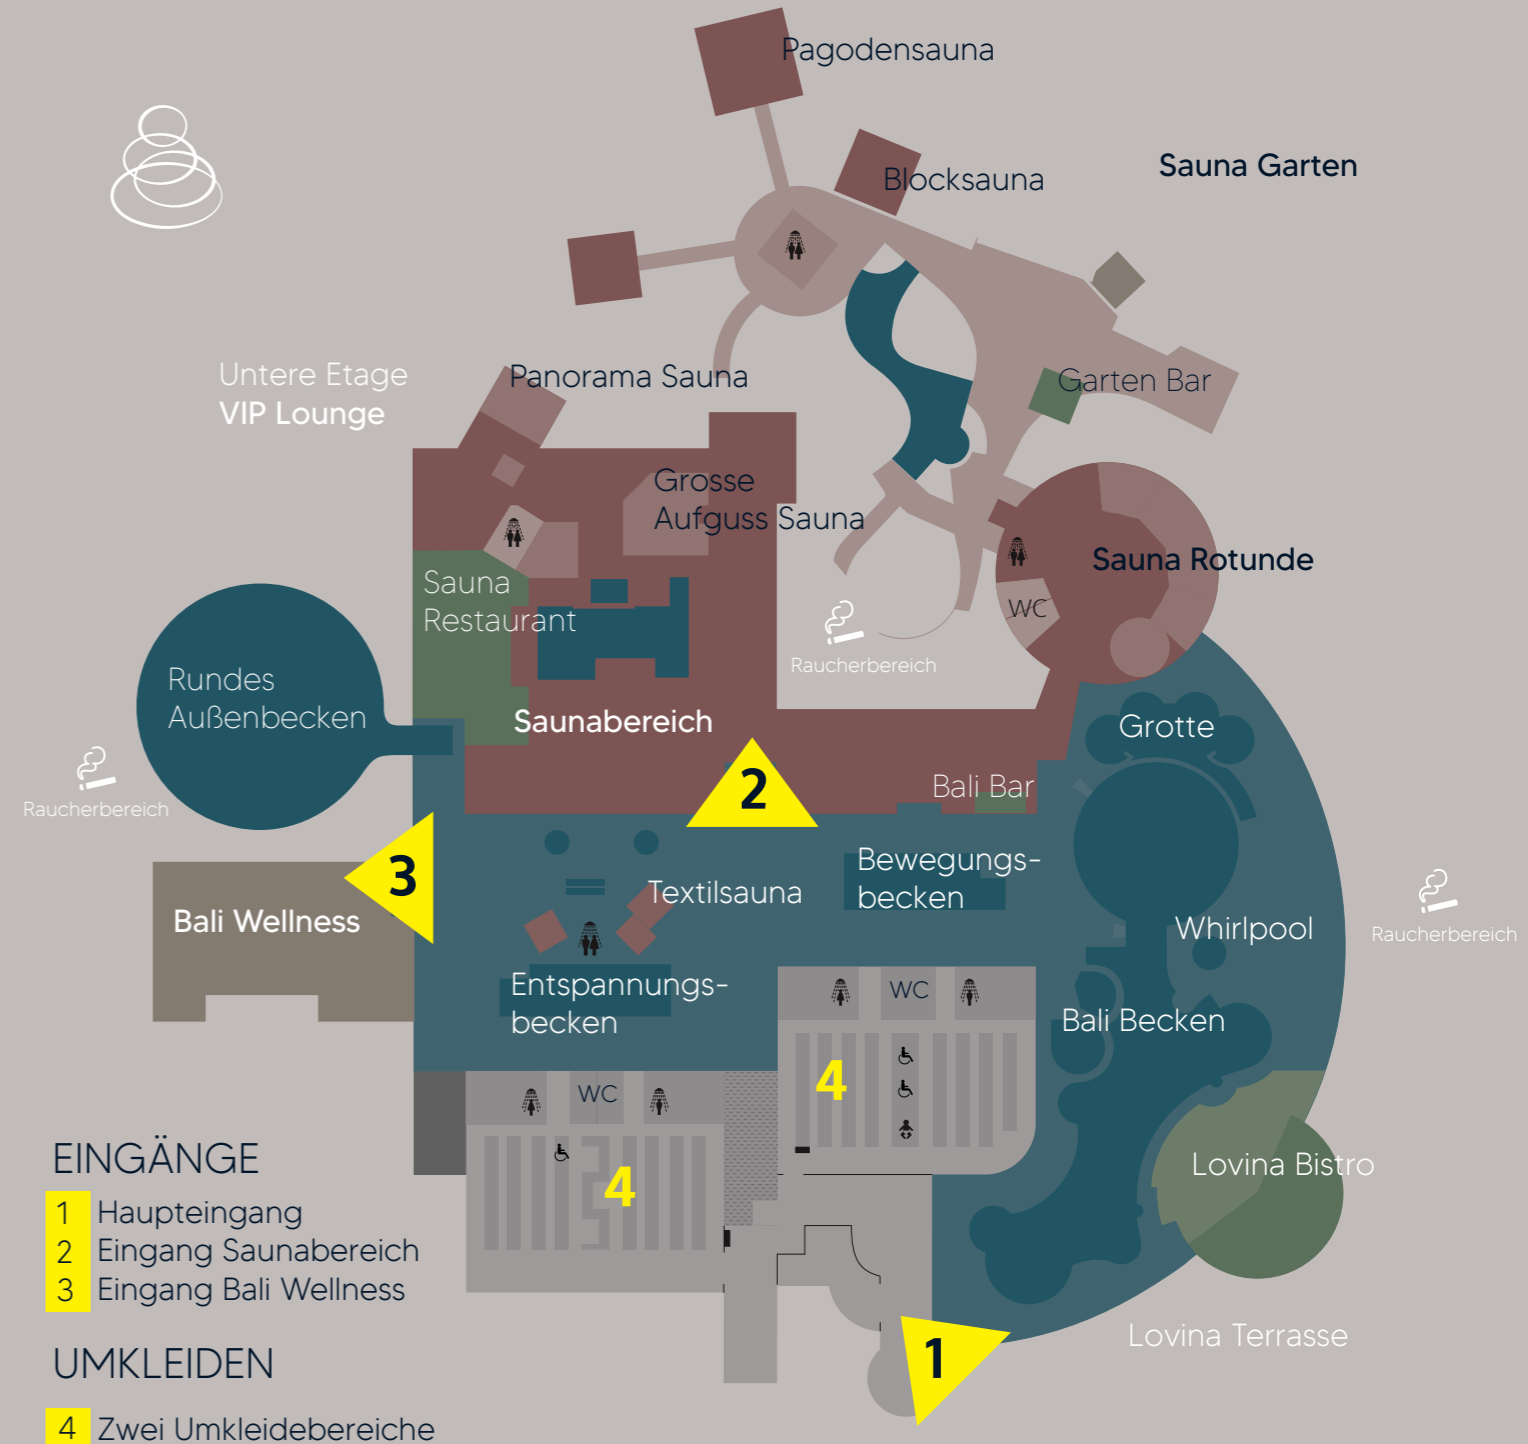 Pagodensauna
Sauna Garten
Blocksauna
Untere Etage
VIP Lounge
Panorama Sauna
Garten Bar
Grosse
Aufguss Sauna
Sauna Rotunde
Sauna
Restaurant
WC
Raucherbereich
Rundes
Außenbecken
Saunabereich
Grotte
Raucherbereich
2
Bali Bar
3
Bewegungs-
becken
Textilsauna
Bali Wellness
Whirlpool
Raucherbereich
Entspannungs-
becken
WC
Bali Becken
4
WC
4
Lovina Bistro
Lovina Terrasse
1
EINGÄNGE
1 Haupteingang
2 Eingang Saunabereich
3 Eingang Bali Wellness
UMKLEIDEN
4 Zwei Umkleidebereiche